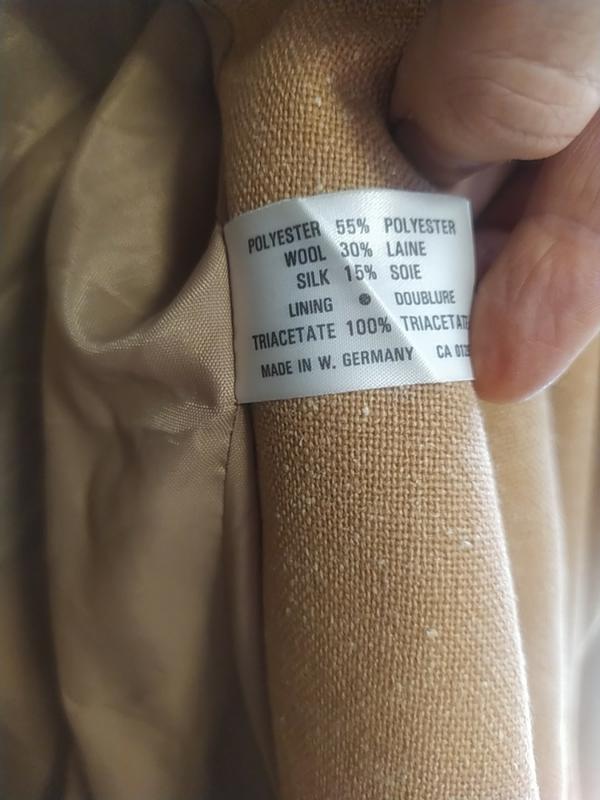 POLYESTER 55% POLYESTER
WOOL 30% LAINE
SILK 15% SOIE
LINING • DOUBLURE
TRIACETATE 100% TRIACETATE
MADE IN W. GERMANY CA